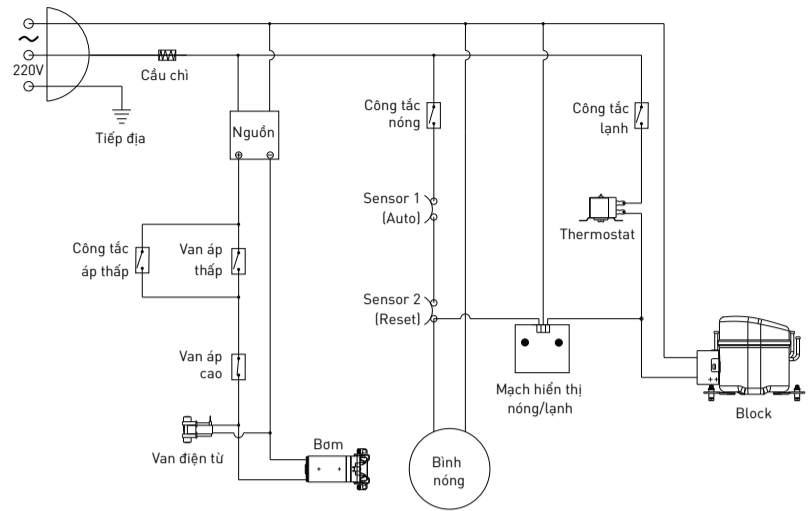 ~
220V
Cầu chì
Tiếp địa
Nguồn
+
-
Công tắc
nóng
Công tắc
lạnh
Sensor 1
(Auto)
Thermostat
Công tắc
áp thấp
Van áp
thấp
Sensor 2
(Reset)
Van áp
cao
Mạch hiển thị
nóng/lạnh
Block
Van điện từ
Bơm
Bình
nóng